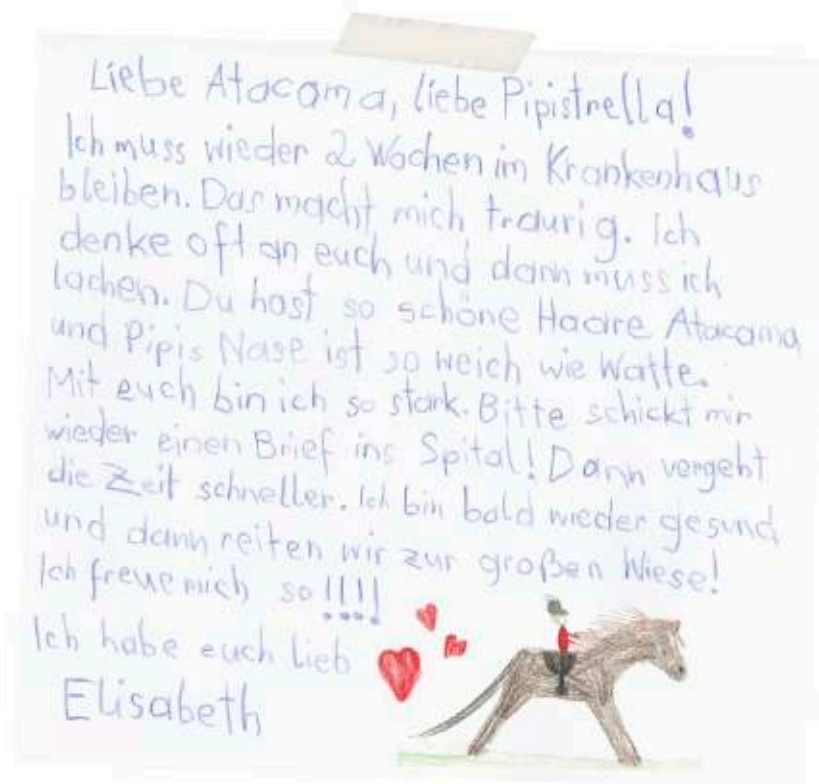 Liebe Atacama, liebe Pipistrella!
Ich muss wieder 2 Wochen im Krankenhaus
bleiben. Das macht mich traurig. Ich
denke oft an euch und dann muss ich
lachen. Du hast so schöne Haare Atacama
und Pipis Nase ist so weich wie Watte.
Mit euch bin ich so stark. Bitte schickt mir
wieder einen Brief ins Spital! Dann vergeht
die Zeit schneller. Ich bin bald wieder gesund
und dann reiten wir zur großen Wiese!
Ich freue mich so!!!!
Ich habe euch Lieb
Elisabeth